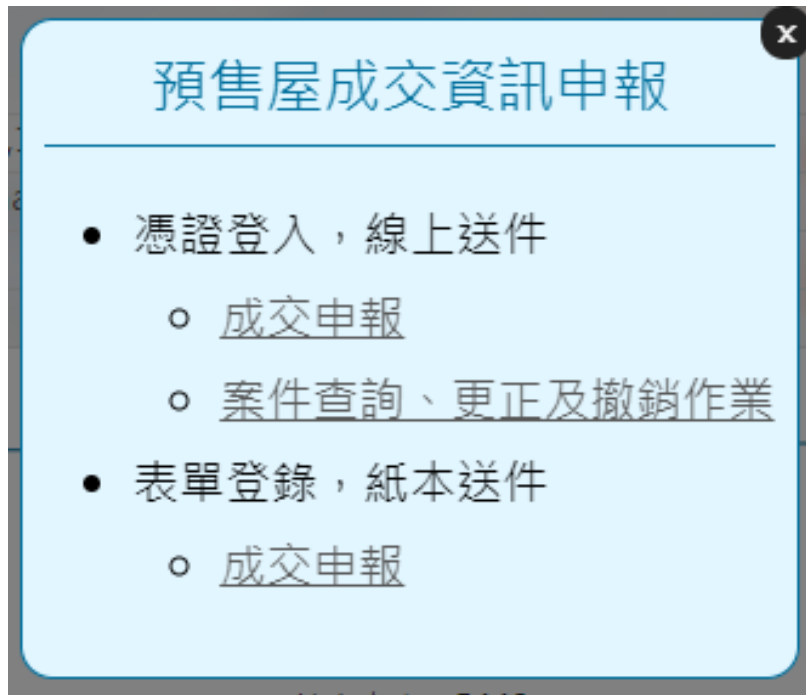 x
預售屋成交資訊申報
憑證登入，線上送件
成交申報
案件查詢、更正及撤銷作業
表單登錄，紙本送件
成交申報